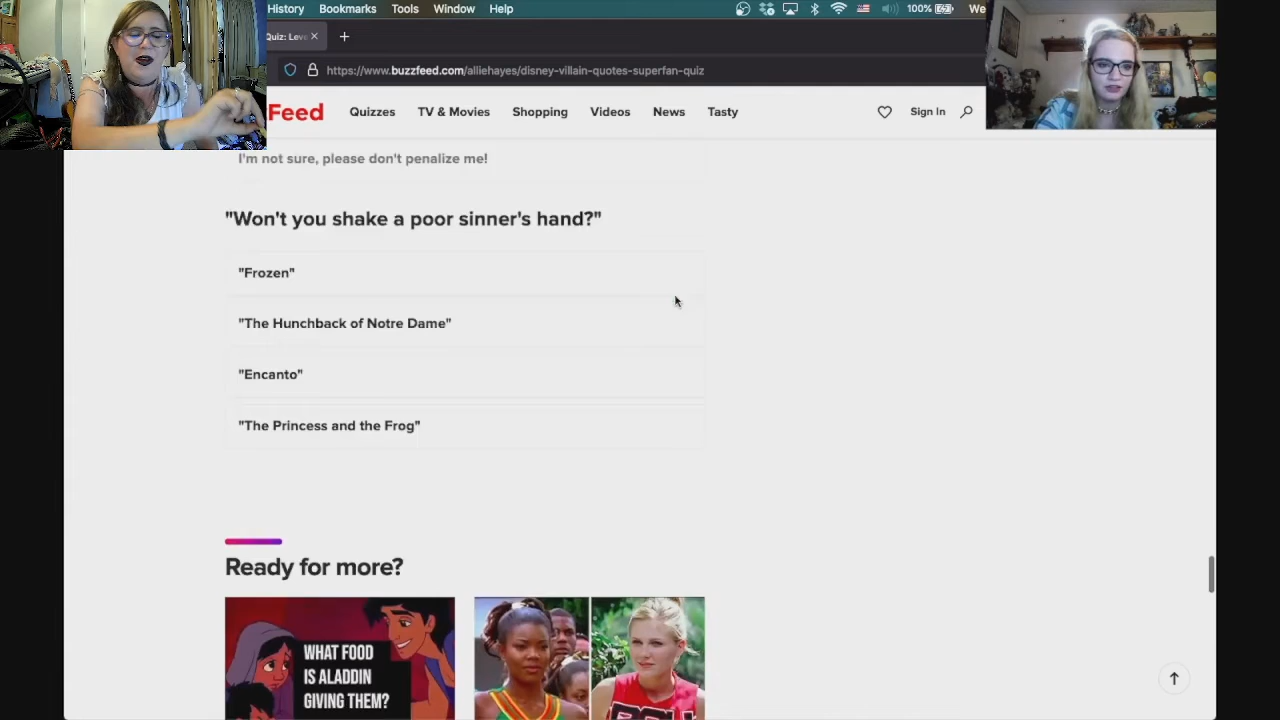 History Bookmarks Tools Window Help
100%
We
Quiz: Leve
https://www.buzzfeed.com/alliehayes/disney-villain-quotes-superfan-quiz
Feed Quizzes TV & Movies Shopping Videos News Tasty Sign In
I'm not sure, please don't penalize me!
"Won't you shake a poor sinner's hand?"
"Frozen"
"The Hunchback of Notre Dame"
"Encanto"
"The Princess and the Frog"
Ready for more?
WHAT FOOD
IS ALADDIN
GIVING THEM?